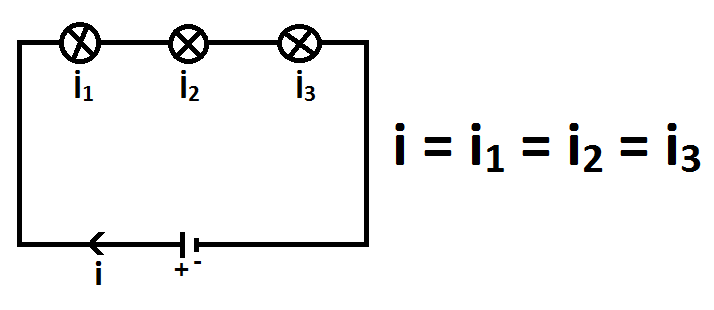 i₁ i₂ i₃
i = i₁ = i₂ = i₃
+ -
i